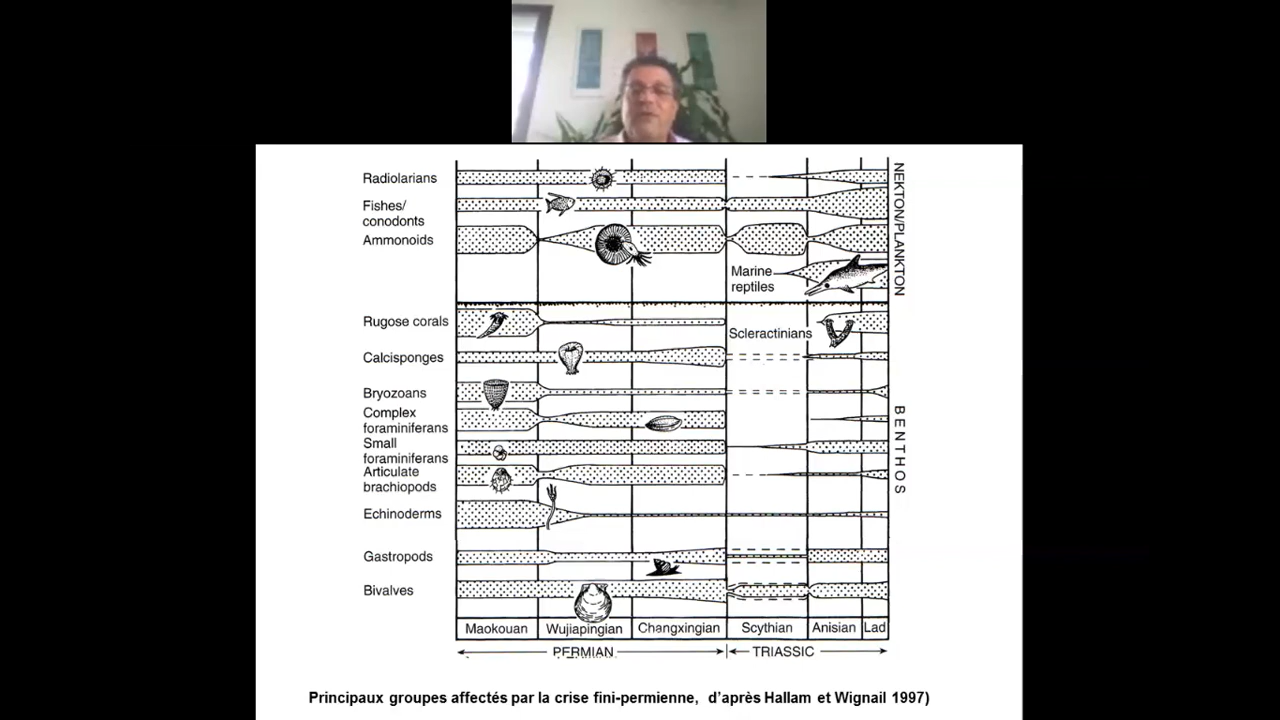 Radiolarians
Fishes/
conodonts
Ammonoids
Marine
reptiles
NEKTON/PLANKTON
Rugose corals
Scleractinians
Calcisponges
Bryozoans
Complex
foraminiferans
Small
foraminiferans
Articulate
brachiopods
Echinoderms
Gastropods
Bivalves
BENTHOS
Maokouan Wujiapingian Changxingian Scythian Anisian Lad
PERMIAN TRIASSIC
Principaux groupes affectés par la crise fini-permienne, d'après Hallam et Wignail 1997)